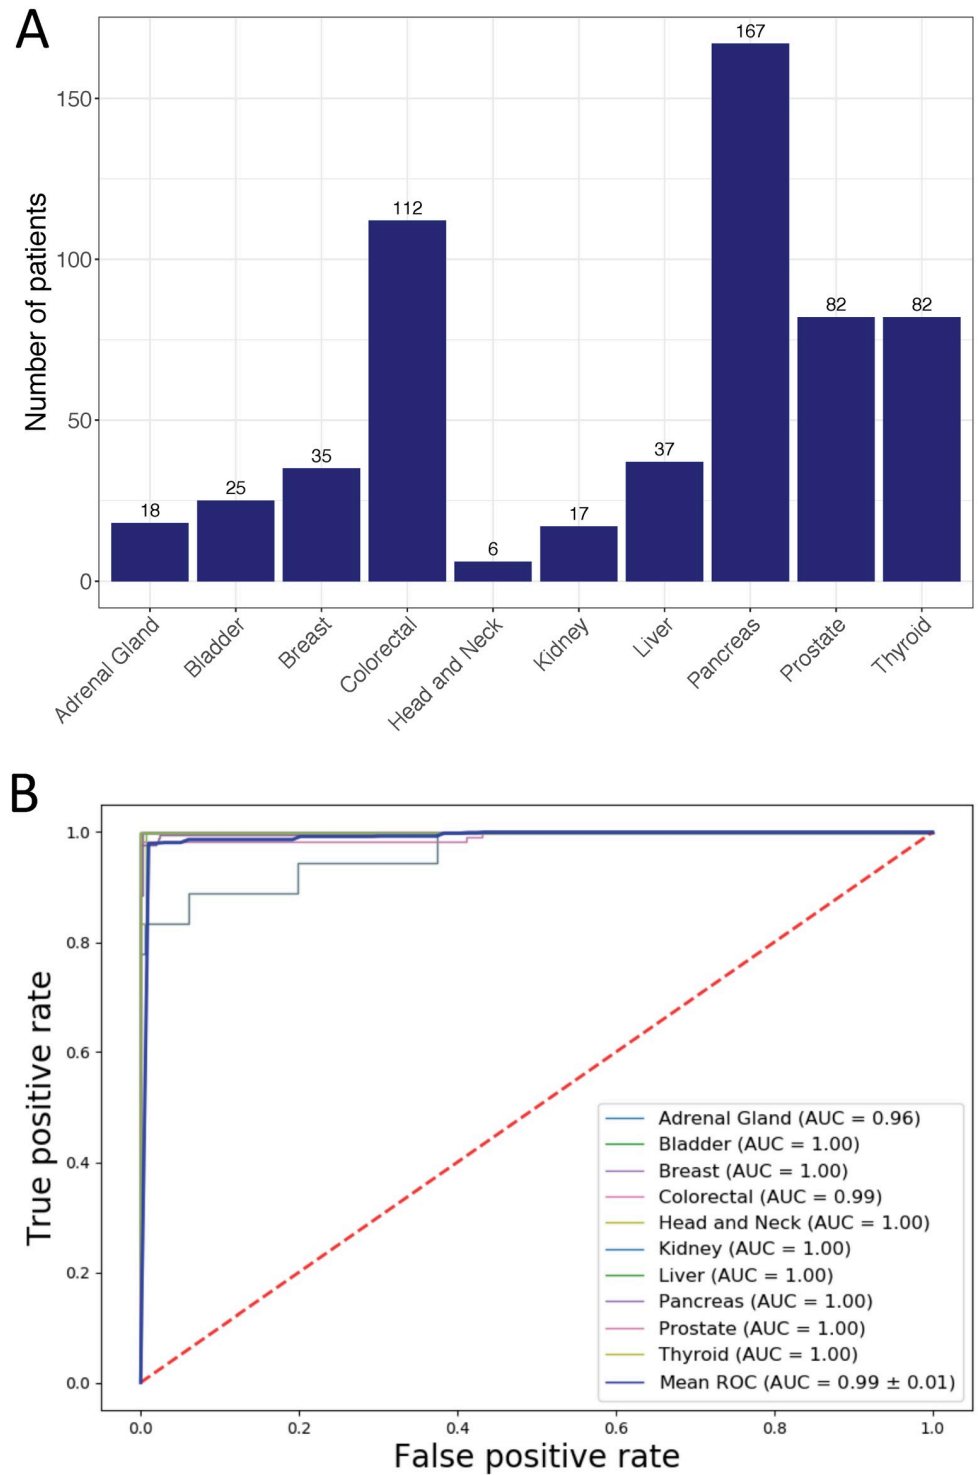 A
Number of patients
150
100
50
0
18
25
35
112
6
17
37
167
82
82
Adrenal Gland
Bladder
Breast
Colorectal
Head and Neck
Kidney
Liver
Pancreas
Prostate
Thyroid
B
True positive rate
1.0
0.8
0.6
0.4
0.2
0.0
0.0
0.2
0.4
0.6
0.8
1.0
False positive rate
Adrenal Gland (AUC = 0.96)
Bladder (AUC = 1.00)
Breast (AUC = 1.00)
Colorectal (AUC = 0.99)
Head and Neck (AUC = 1.00)
Kidney (AUC = 1.00)
Liver (AUC = 1.00)
Pancreas (AUC = 1.00)
Prostate (AUC = 1.00)
Thyroid (AUC = 1.00)
Mean ROC (AUC = 0.99 ± 0.01)